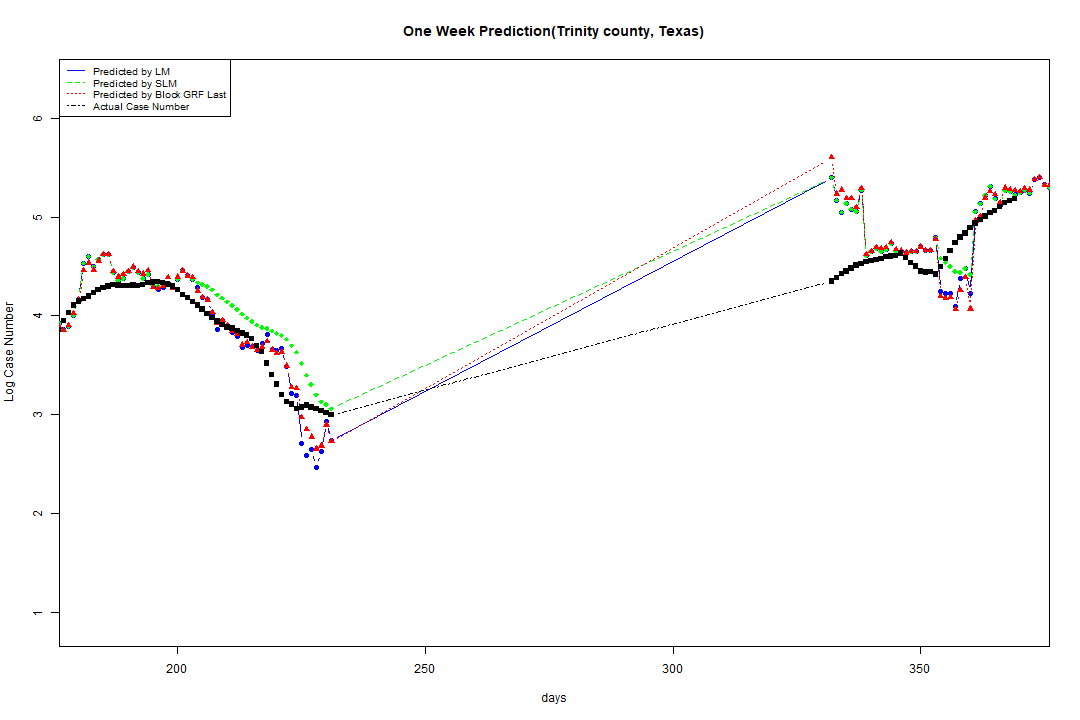 One Week Prediction(Trinity county, Texas)
Predicted by LM
Predicted by SLM
Predicted by Block GRF Last
Actual Case Number
6
5
4
3
2
1
Log Case Number
200 250 300 350
days